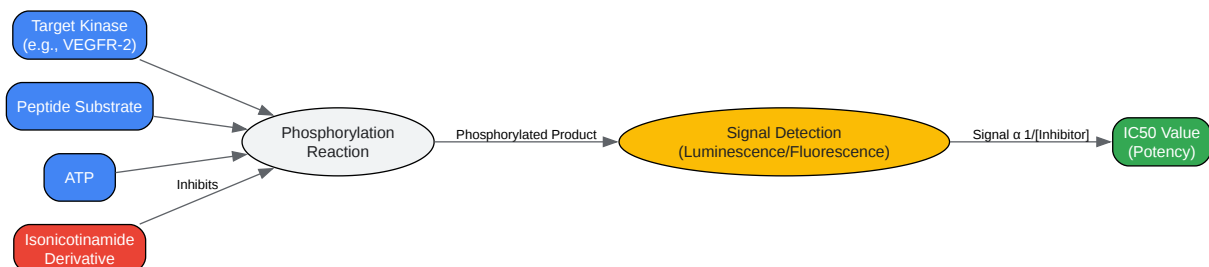 Target Kinase
(e.g., VEGFR-2)
Peptide Substrate
ATP
Isonicotinamide
Derivative
Inhibits
Phosphorylation
Reaction
Phosphorylated Product
Signal Detection
(Luminescence/Fluorescence)
Signal α 1/[Inhibitor]
IC50 Value
(Potency)